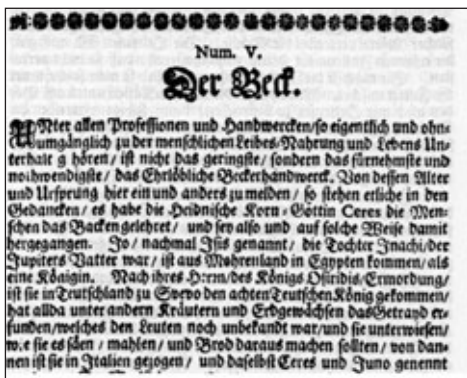 Num. V.
Der Beck.
UNter allen Professionen und Handwercken/so eigentlich und ohn-
umgänglich zu der menschlichen Leibes-Nahrung und Lebens Un-
terhalt g hören/ ist nicht das geringste/ sondern das fürnehmste und
nothwendigste/ das Ehrlöbliche Beckerhandwerck. Von dessen Alter
und Ursprung hier ein und anders zu melden/ so stehen etliche in den
Gedancken/ es habe die Heidnische Korn-Göttin Ceres die Men-
schen das Backen gelehret/ und sey also und auf solche Weise damit
hergegangen. Jo/ nachmal Isis genannt/ die Tochter Inachi/der
Jupiters Vatter war/ ist aus Mohrenland in Egypten kommen/als
eine Königin. Nach ihres Herrn/des Königs Osiridis/Ermordung/
ist sie in Teutschland zu Svevo den achten Teutschen König gekommen/
hat allda unter andern Kräutern und Erdgewächsen das Getrayd er-
funden/welches den Leuten noch unbekandt war/und sie unterwiesen/
wie sie es säen/ mahlen/ und Brod daraus machen sollten/ von dan-
nen ist sie in Italien gezogen/ und daselbst Ceres und Juno genennt